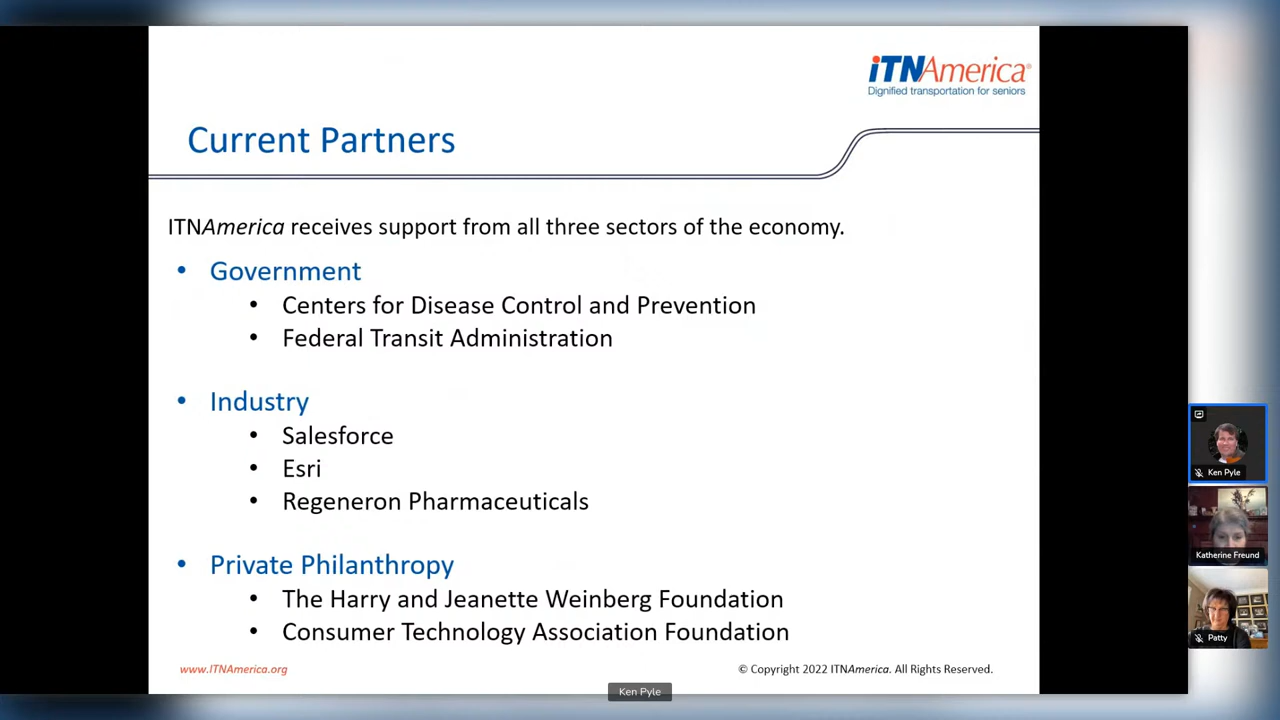 iTNAmerica®
Dignified transportation for seniors
Current Partners
ITNAmerica receives support from all three sectors of the economy.
• Government
• Centers for Disease Control and Prevention
• Federal Transit Administration
• Industry
• Salesforce
• Esri
• Regeneron Pharmaceuticals
• Private Philanthropy
• The Harry and Jeanette Weinberg Foundation
• Consumer Technology Association Foundation
www.ITNAmerica.org
© Copyright 2022 ITNAmerica. All Rights Reserved.
Ken Pyle
Katherine Freund
Patty
Ken Pyle